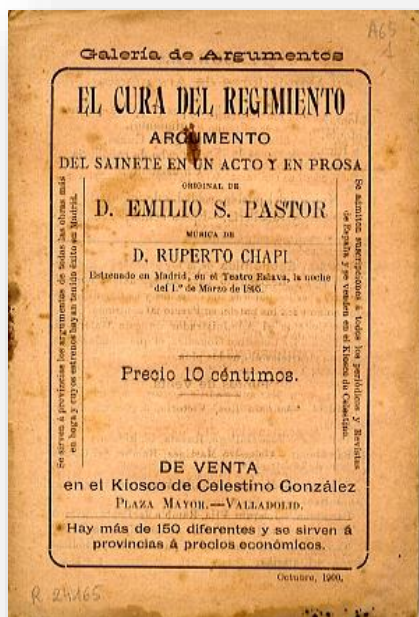 A65
1
Galería de Argumentos
EL CURA DEL REGIMIENTO
ARGUMENTO
DEL SAINETE EN UN ACTO Y EN PROSA
ORIGINAL DE
D. EMILIO S. PASTOR
MÚSICA DE
D. RUPERTO CHAPI.
Estrenado en Madrid, en el Teatro Eslava, la noche
del 1.º de Marzo de 1895.
Precio 10 céntimos.
Se sirven á provincias los argumentos de todas las obras más
en boga y cuyos estrenos hayan tenido éxito en Madrid.
Se admiten suscripciones á todos los periódicos y Revistas
de España y se venden en el Kiosco de Celestino.
DE VENTA
en el Kiosco de Celestino González
PLAZA MAYOR.—VALLADOLID.
Hay más de 150 diferentes y se sirven á
provincias á precios económicos.
Octubre, 1900.
R 24165